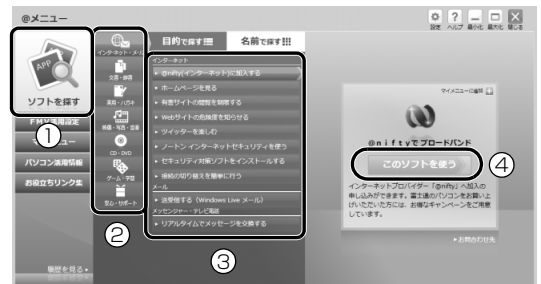 @メニュー
設定 ヘルプ 最小化 最大化 閉じる
APP
ソフトを探す
FMV活用設定
パソコン活用情報
お役立ちリンク集
履歴を見る
インターネット・メール
文書・辞書
実用・ハガキ
映像・写真・音楽
CD・DVD
ゲーム・学習
安心・サポート
目的で探す
名前で探す
インターネット
@nifty(インターネット)に加入する
ホームページを見る
有害サイトの閲覧を制限する
Webサイトの危険度を知らせる
ツイッターを楽しむ
ノートン インターネットセキュリティを使う
セキュリティ対策ソフトをインストールする
接続の切り替えを簡単に行う
メール
送受信する（Windows Live メール）
メッセンジャー・テレビ電話
リアルタイムでメッセージを交換する
マイメニューに追加
@niftyでブロードバンド
このソフトを使う
インターネットプロバイダー「@nifty」へ加入の
申し込みができます。富士通のパソコンをお買い上
げいただいた方には、お得なキャンペーンをご用意
しています。
お問合わせ先
①
②
③
④